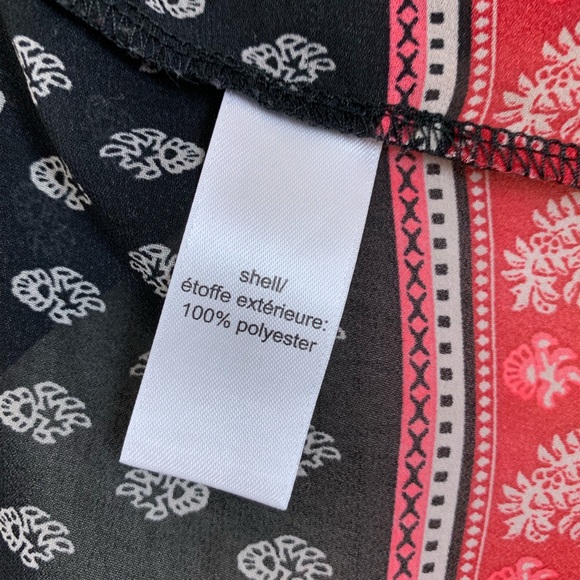 shell/
étoffe extérieure:
100% polyester